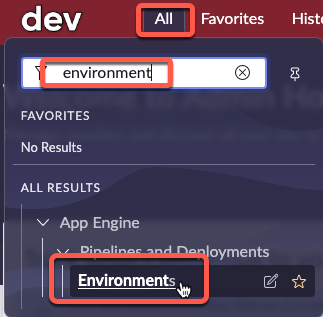 dev
All Favorites Histo
environment
FAVORITES
No Results
ALL RESULTS
App Engine
Pipelines and Deployments
Environments